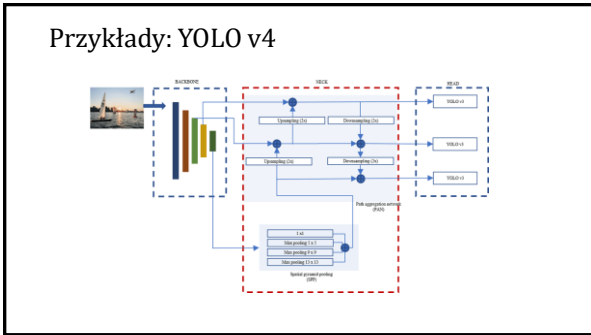 Przykłady: YOLO v4
BACKBONE
NECK
HEAD
YOLO v3
Upsampling (2x)
Downsampling (2x)
YOLO v3
Upsampling (2x)
Downsampling (2x)
YOLO v3
Path aggregation network
(PAN)
1 x1
Max pooling 5 x 5
Max pooling 9 x 9
Max pooling 13 x 13
Spatial pyramid pooling
(SPP)